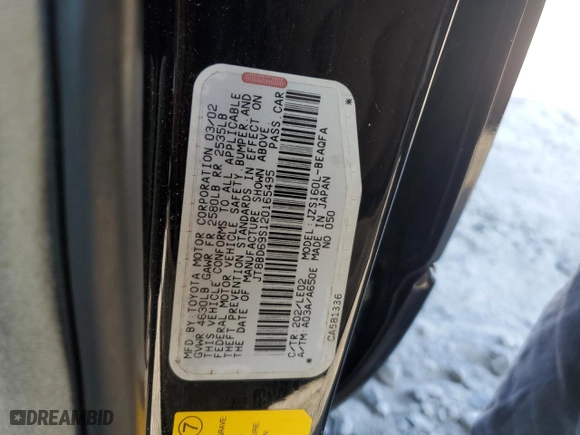 MFD BY: TOYOTA MOTOR CORPORATION 03/02
GVWR 4630LB GAWR FR 2580LB RR 2535LB
THIS VEHICLE CONFORMS TO ALL APPLICABLE
FEDERAL MOTOR VEHICLE SAFETY, BUMPER, AND
THEFT PREVENTION STANDARDS IN EFFECT ON
THE DATE OF MANUFACTURE SHOWN ABOVE.
JT8BD69S120165495 PASS. CAR
C/TR: 202/LE02 MODEL: JZS160L-BEAQFA
A/TM: A03A/A650E MADE IN JAPAN
NO 050
CA581336
7
DREAMBID